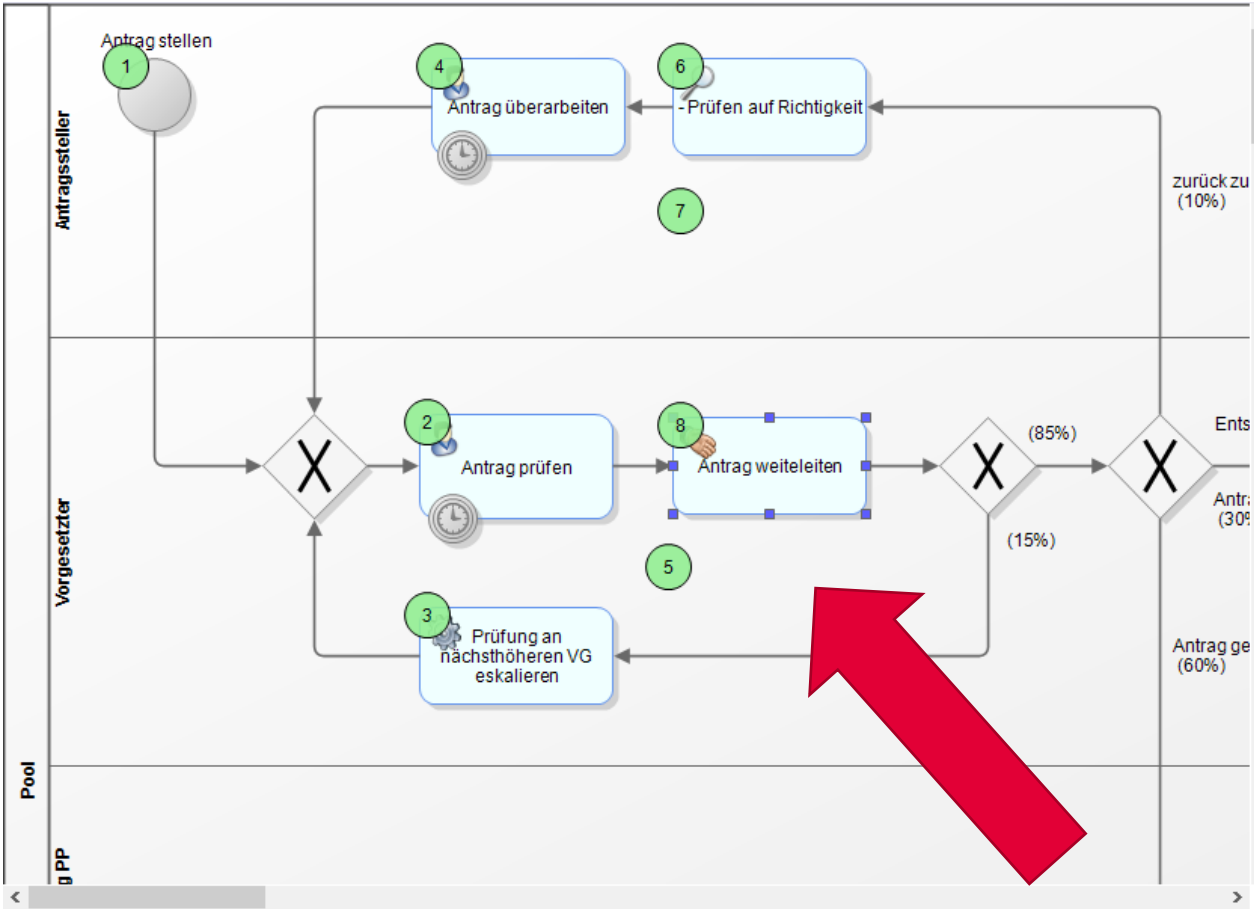 Antrag stellen
1
4
Antrag überarbeiten
6
- Prüfen auf Richtigkeit
7
Antragssteller
zurück zu
(10%)
2
Antrag prüfen
8
Antrag weiteleiten
(85%)
Ents
Antra
(30%
(15%)
5
Vorgesetzter
3
Prüfung an
nächsthöheren VG
eskalieren
Antrag ge
(60%)
Pool
g PP